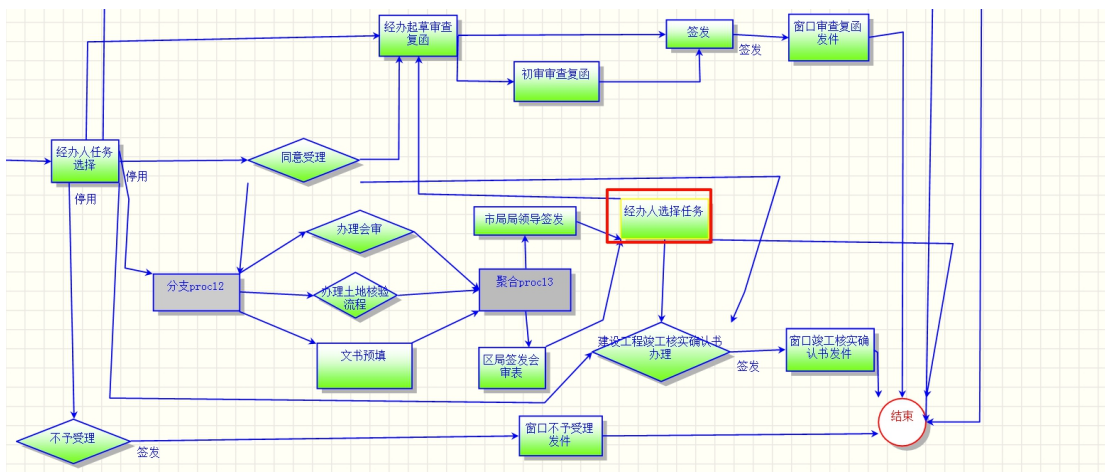 经办起草审查
复函
签发
签发
窗口审查复函
发件
初审审查复函
经办人任务
选择
停用
停用
同意受理
经办人选择任务
市局局领导签发
办理会审
分支proc12
聚合proc13
办理土地核验
流程
文书预填
区局签发会
审表
建设工程竣工核实确认书
办理
签发
窗口竣工核实确
认书发件
结束
不予受理
签发
窗口不予受理
发件